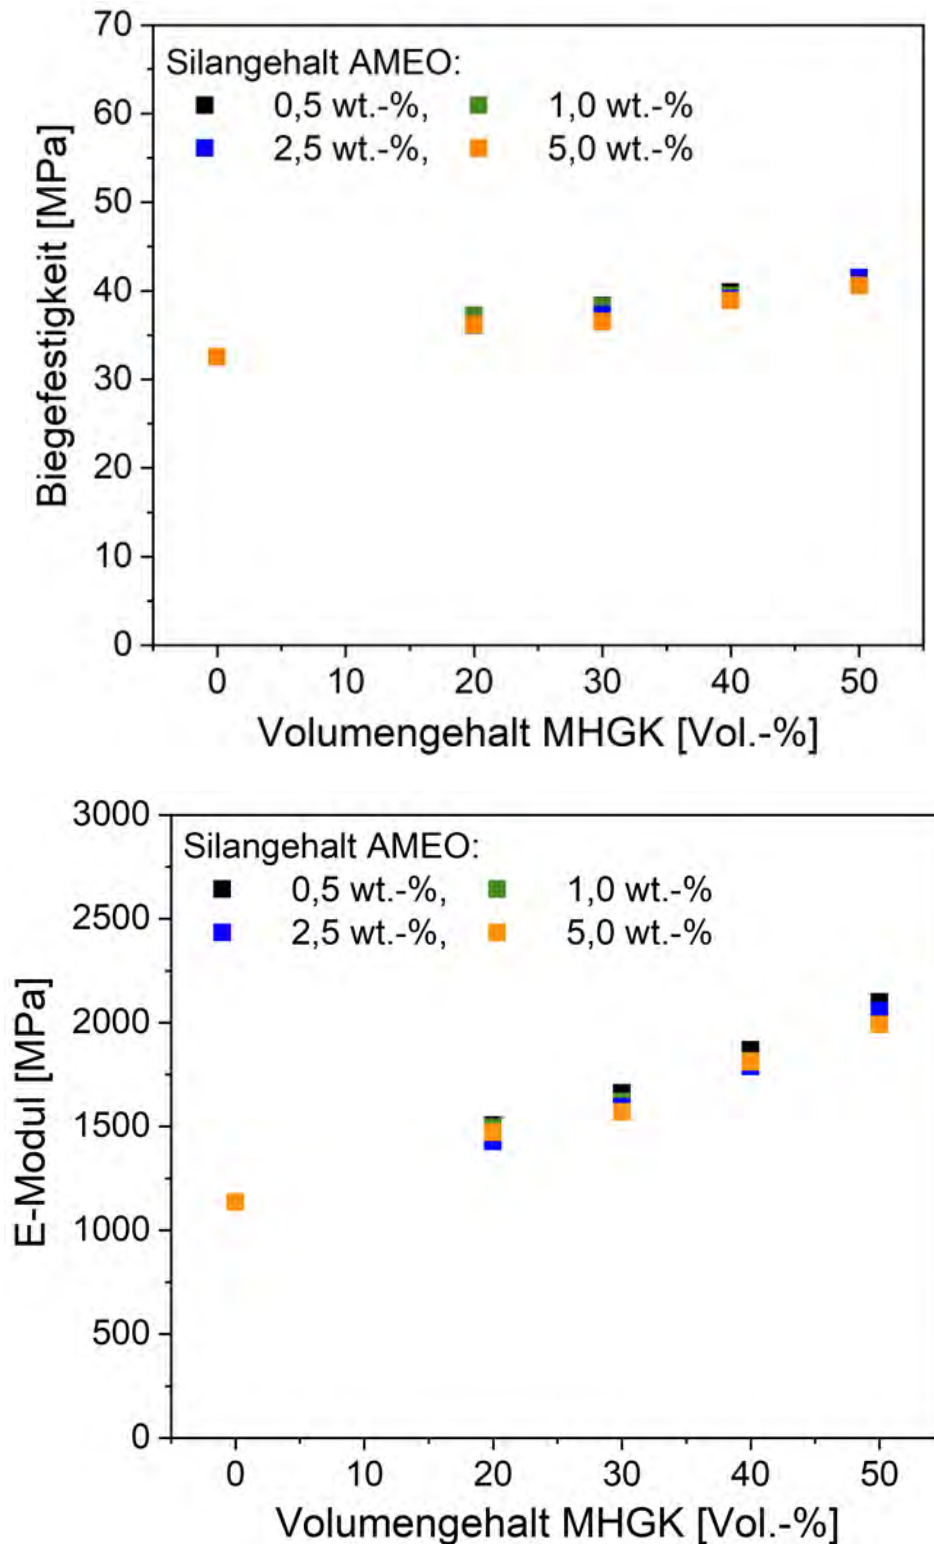 70
60
50
40
30
20
10
0
Biegefestigkeit [MPa]
Silangehalt AMEO:
0,5 wt.-%, 1,0 wt.-%
2,5 wt.-%, 5,0 wt.-%
0 10 20 30 40 50
Volumengehalt MHGK [Vol.-%]
3000
2500
2000
1500
1000
500
0
E-Modul [MPa]
Silangehalt AMEO:
0,5 wt.-%, 1,0 wt.-%
2,5 wt.-%, 5,0 wt.-%
0 10 20 30 40 50
Volumengehalt MHGK [Vol.-%]